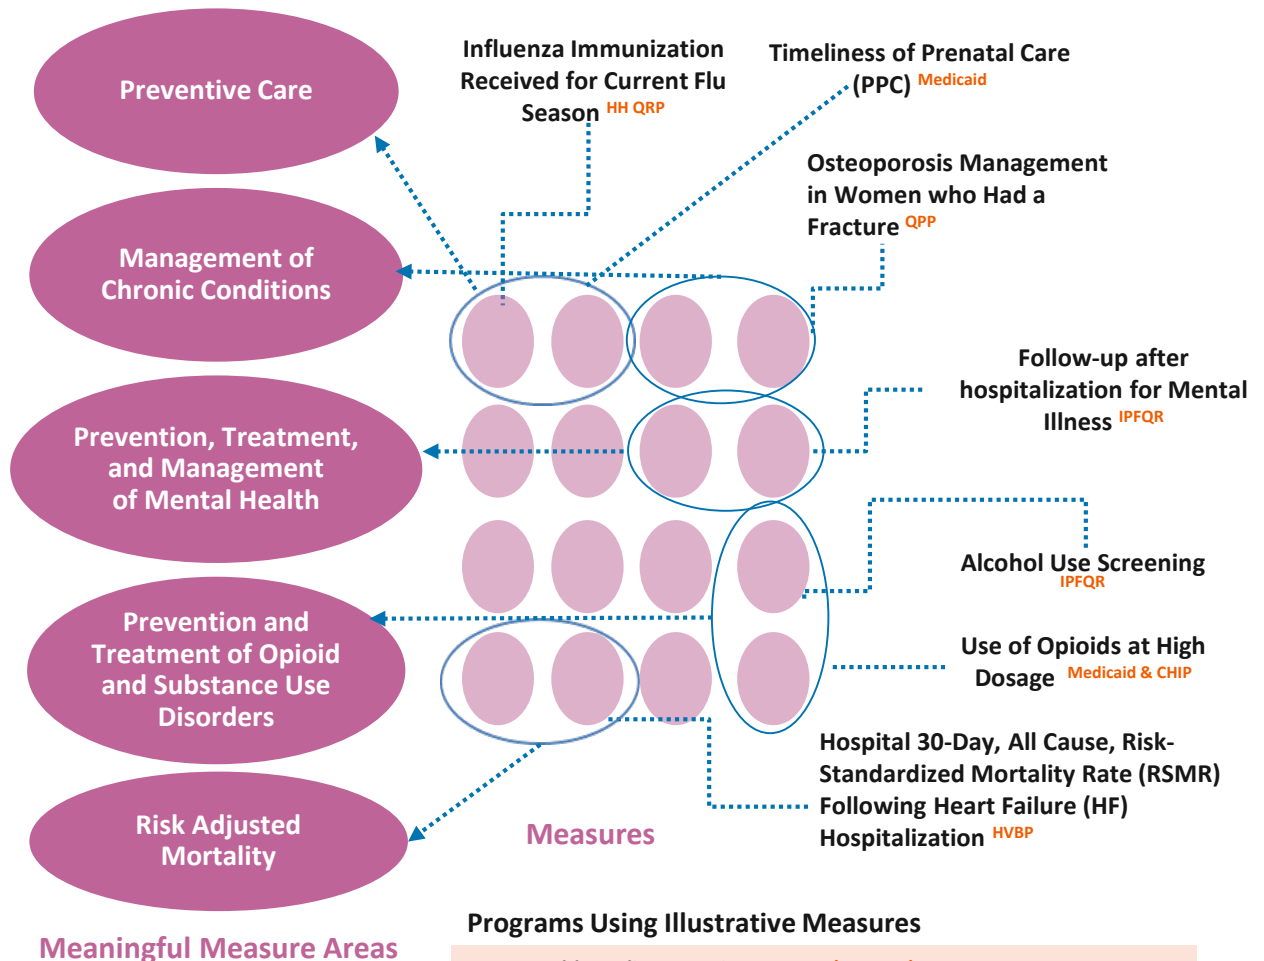 Preventive Care
Management of
Chronic Conditions
Prevention, Treatment,
and Management
of Mental Health
Prevention and
Treatment of Opioid
and Substance Use
Disorders
Risk Adjusted
Mortality
Meaningful Measure Areas
Influenza Immunization
Received for Current Flu
Season HH QRP
Timeliness of Prenatal Care
(PPC) Medicaid
Osteoporosis Management
in Women who Had a
Fracture QPP
Follow-up after
hospitalization for Mental
Illness IPFQR
Alcohol Use Screening
IPFQR
Use of Opioids at High
Dosage Medicaid & CHIP
Hospital 30-Day, All Cause, Risk-
Standardized Mortality Rate (RSMR)
Following Heart Failure (HF)
Hospitalization HVBP
Measures
Programs Using Illustrative Measures